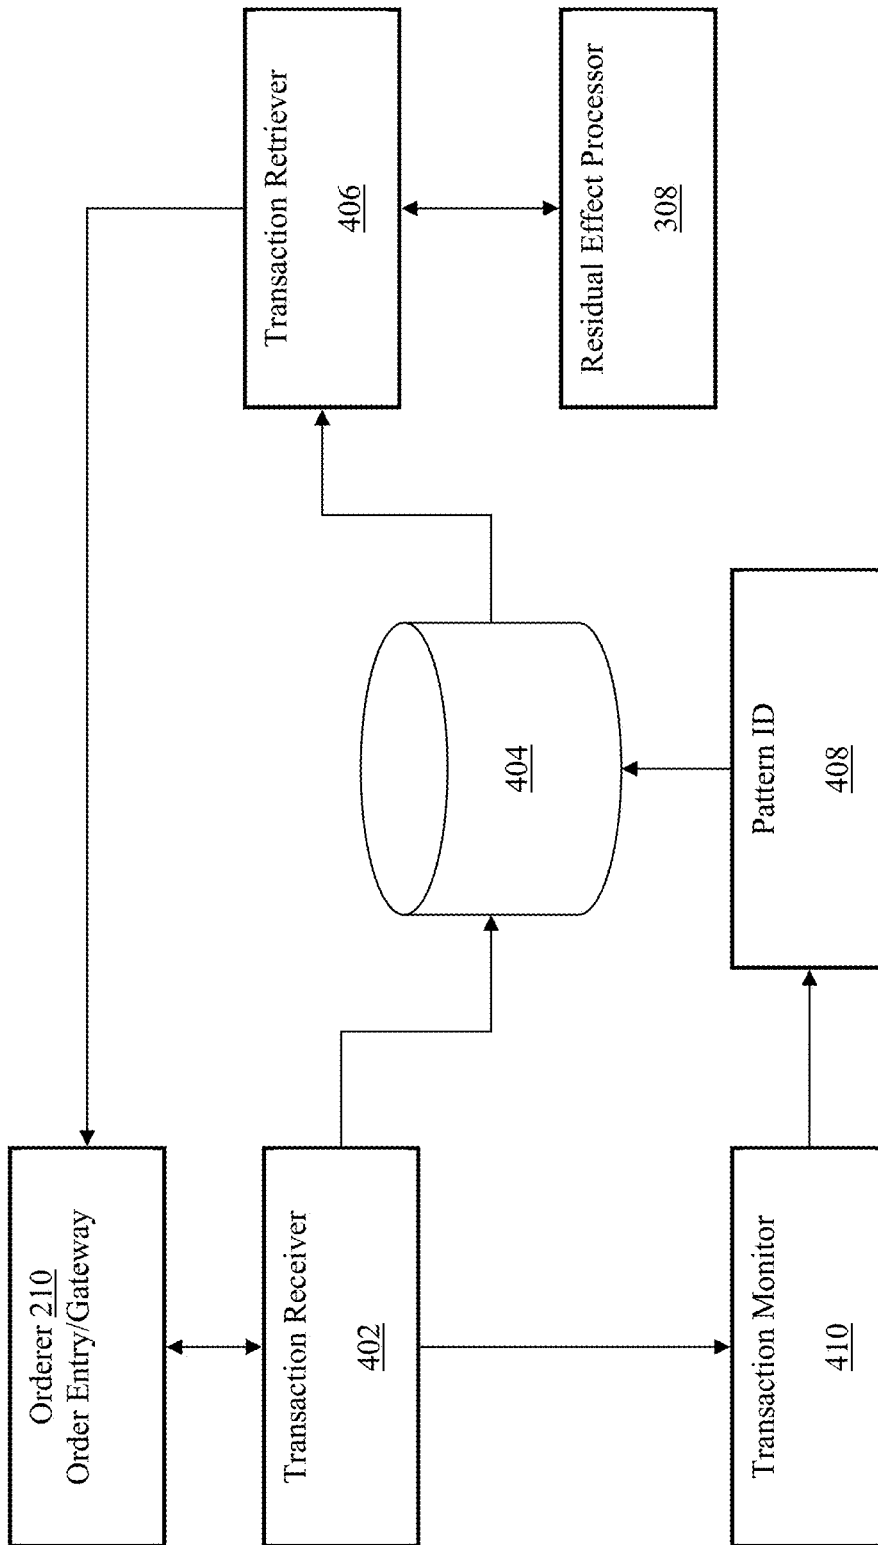 Orderer 210
Order Entry/Gateway
Transaction Receiver
402
Transaction Monitor
410
404
Pattern ID
408
Transaction Retriever
406
Residual Effect Processor
308